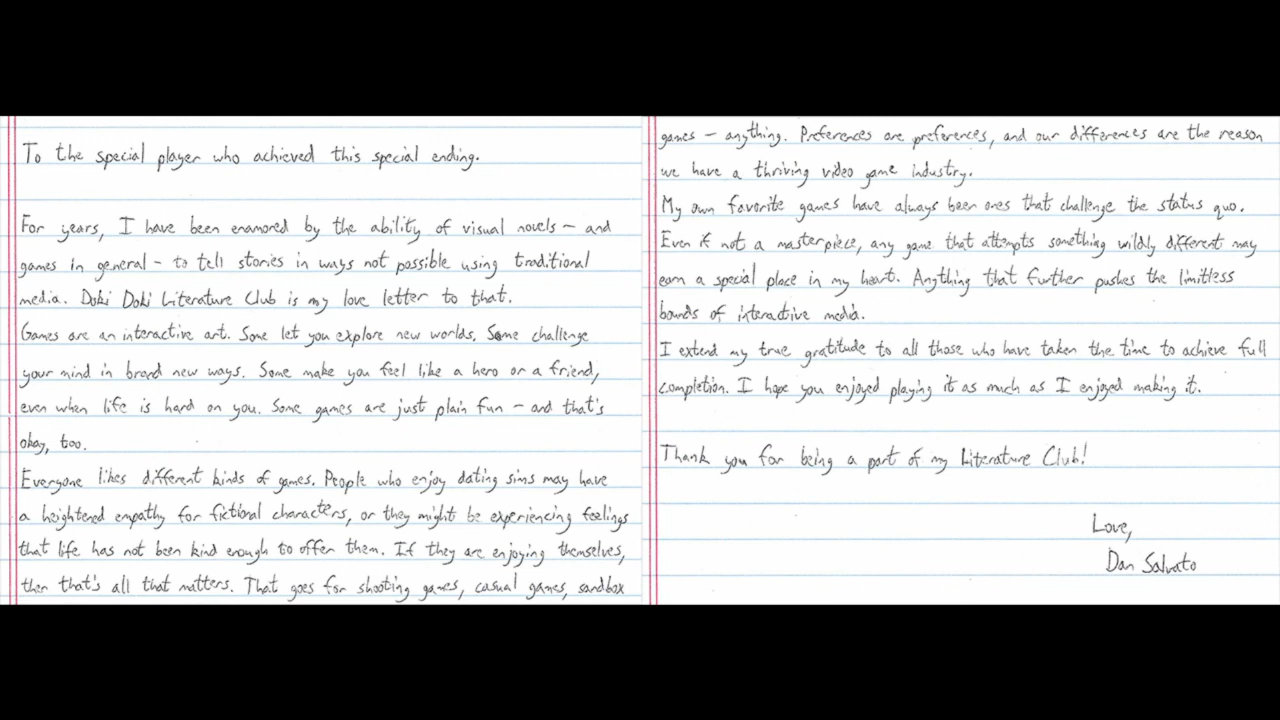 To the special player who achieved this special ending.
For years, I have been enamored by the ability of visual novels – and
games in general – to tell stories in ways not possible using traditional
media. Doki Doki Literature Club is my love letter to that.
Games are an interactive art. Some let you explore new worlds. Some challenge
your mind in brand new ways. Some make you feel like a hero or a friend,
even when life is hard on you. Some games are just plain fun – and that's
okay, too.
Everyone likes different kinds of games. People who enjoy dating sims may have
a heightened empathy for fictional characters, or they might be experiencing feelings
that life has not been kind enough to offer them. If they are enjoying themselves,
then that's all that matters. That goes for shooting games, casual games, sandbox
games – anything. Preferences are preferences, and our differences are the reason
we have a thriving video game industry.
My own favorite games have always been ones that challenge the status quo.
Even if not a masterpiece, any game that attempts something wildly different may
earn a special place in my heart. Anything that further pushes the limitless
bounds of interactive media.
I extend my true gratitude to all those who have taken the time to achieve full
completion. I hope you enjoyed playing it as much as I enjoyed making it.
Thank you for being a part of my Literature Club!
Love,
Dan Salvato